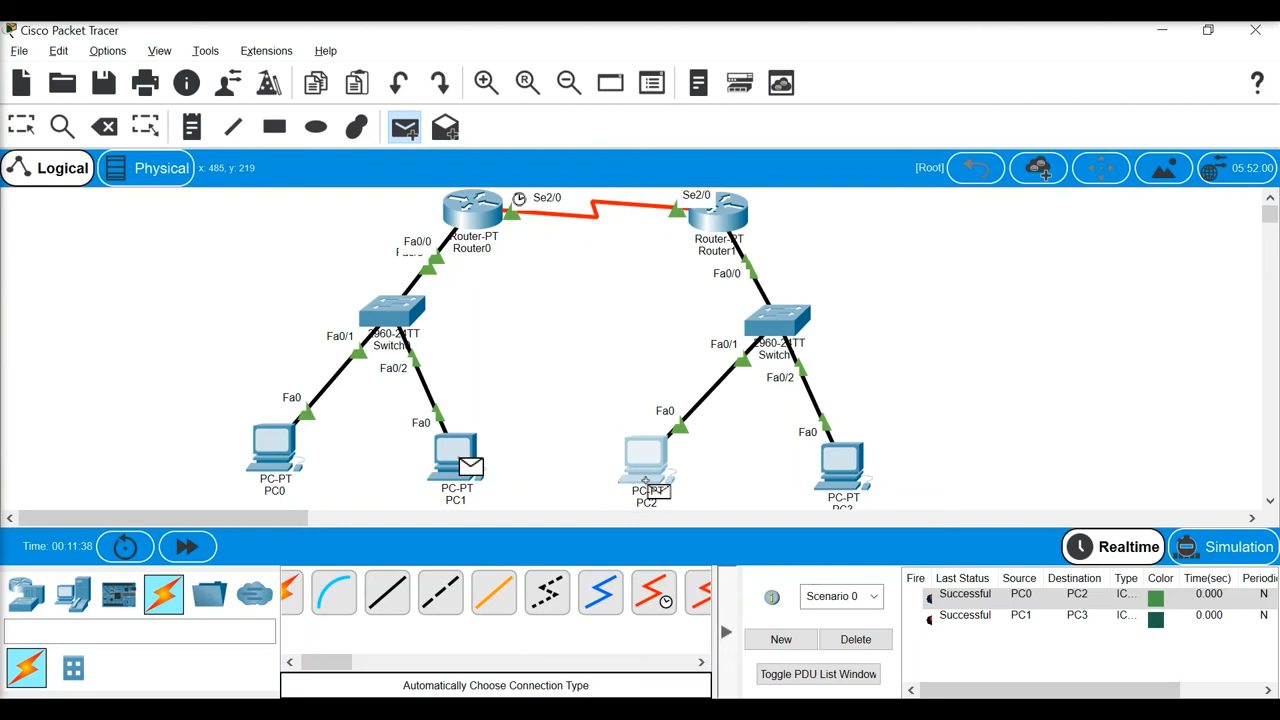 Cisco Packet Tracer
File Edit Options View Tools Extensions Help
Logical Physical x: 485, y: 219 [Root] 05:52:00
Se2/0 Se2/0
Router-PT
Router0
Router-PT
Router1
Fa0/0
Fa0/0
2960-24TT
Switch
2960-24TT
Switch
Fa0/1
Fa0/2
Fa0/1
Fa0/2
Fa0
Fa0
Fa0
Fa0
PC-PT
PC0
PC-PT
PC1
PC-PT
PC2
PC-PT
Time: 00:11:38 Realtime Simulation
Scenario 0
New Delete
Toggle PDU List Window
Fire Last Status Source Destination Type Color Time(sec) Periodi
Successful PC0 PC2 IC... 0.000 N
Successful PC1 PC3 IC... 0.000 N
Automatically Choose Connection Type